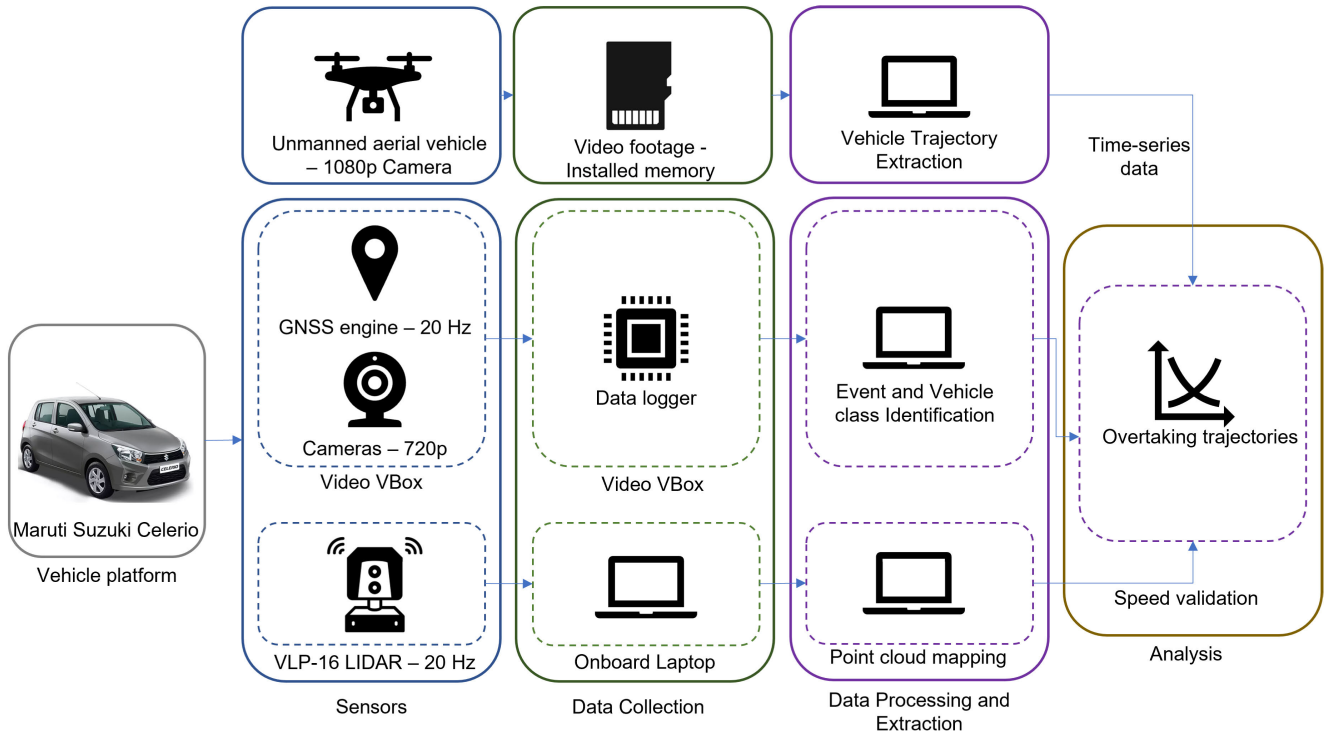 Unmanned aerial vehicle
– 1080p Camera
Video footage -
Installed memory
Vehicle Trajectory
Extraction
Time-series
data
GNSS engine – 20 Hz
Cameras – 720p
Video VBox
Data logger
Video VBox
Event and Vehicle
class Identification
Overtaking trajectories
CELERIO
Maruti Suzuki Celerio
Vehicle platform
VLP-16 LIDAR – 20 Hz
Onboard Laptop
Point cloud mapping
Speed validation
Analysis
Sensors
Data Collection
Data Processing and
Extraction